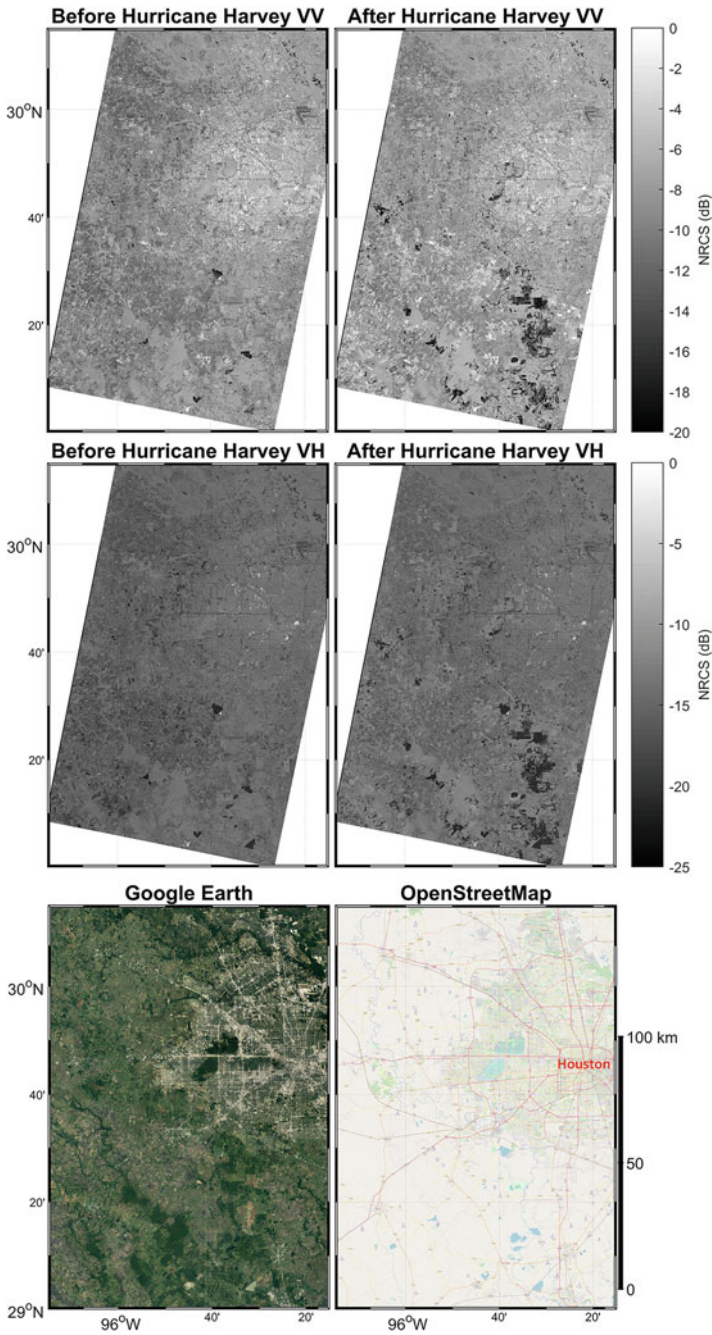 Before Hurricane Harvey VV
After Hurricane Harvey VV
0
-2
-4
-6
-8
-10
-12
-14
-16
-18
-20
NRCS (dB)
30°N
40'
20'
Before Hurricane Harvey VH
After Hurricane Harvey VH
0
-5
-10
-15
-20
-25
NRCS (dB)
30°N
40'
20'
Google Earth
OpenStreetMap
30°N
40'
20'
29°N
96°W
40'
20'
96°W
40'
20'
Houston
100 km
50
0